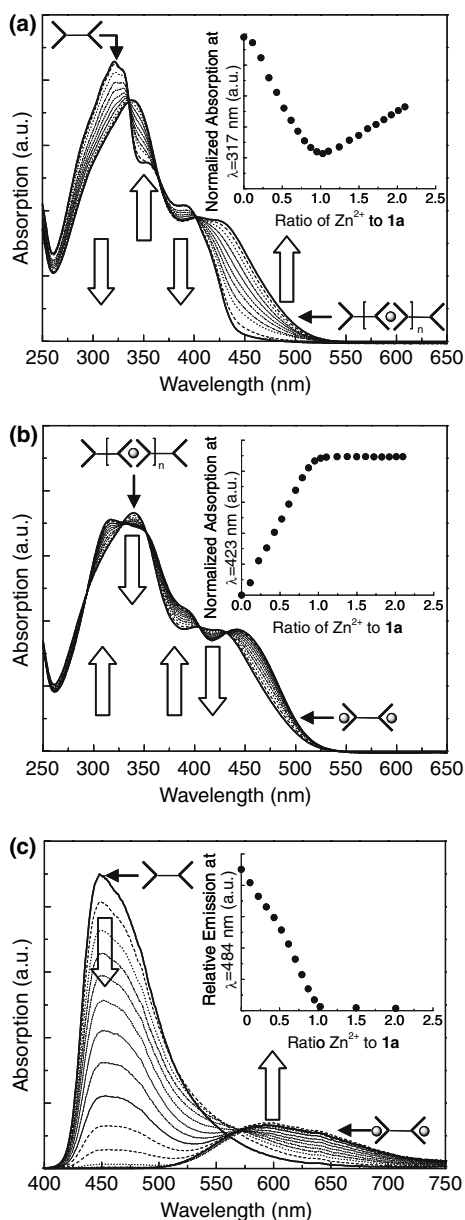 (a)
Absorption (a.u.)
Normalized Absorption at
λ=317 nm (a.u.)
0.0 0.5 1.0 1.5 2.0 2.5
Ratio of Zn2+ to 1a
n
250 300 350 400 450 500 550 600 650
Wavelength (nm)
(b)
n
Absorption (a.u.)
Normalized Adsorption at
λ=423 nm (a.u.)
0.0 0.5 1.0 1.5 2.0 2.5
Ratio of Zn2+ to 1a
250 300 350 400 450 500 550 600 650
Wavelength (nm)
(c)
Absorption (a.u.)
Relative Emission at
λ=484 nm (a.u.)
0.0 0.5 1.0 1.5 2.0 2.5
Ratio Zn2+ to 1a
400 450 500 550 600 650 700 750
Wavelength (nm)